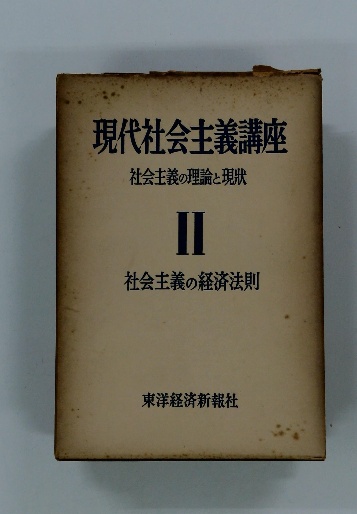 現代社会主義講座
社会主義の理論と現狀
II
社会主義の経済法則
東洋経済新報社